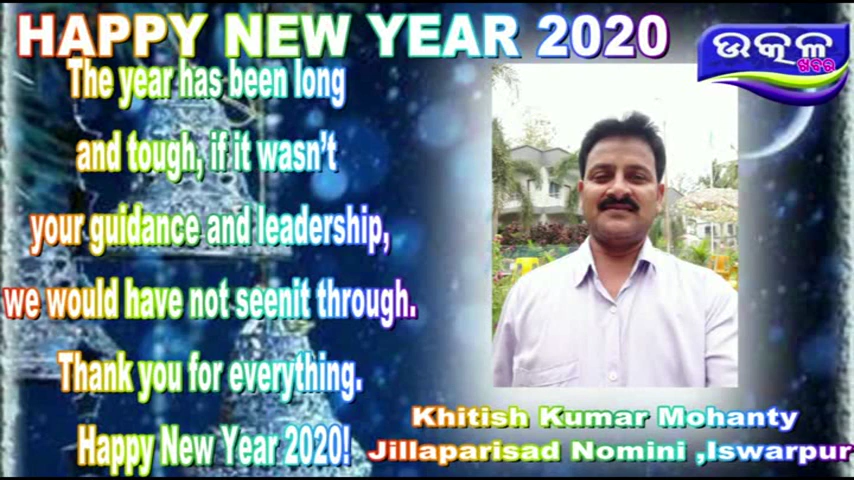 HAPPY NEW YEAR 2020
ଉତ୍କଳ
ଖବର
The year has been long
and tough, if it wasn't
your guidance and leadership,
we would have not seenit through.
Thank you for everything.
Happy New Year 2020!
Khitish Kumar Mohanty
Jillaparisad Nomini ,Iswarpur